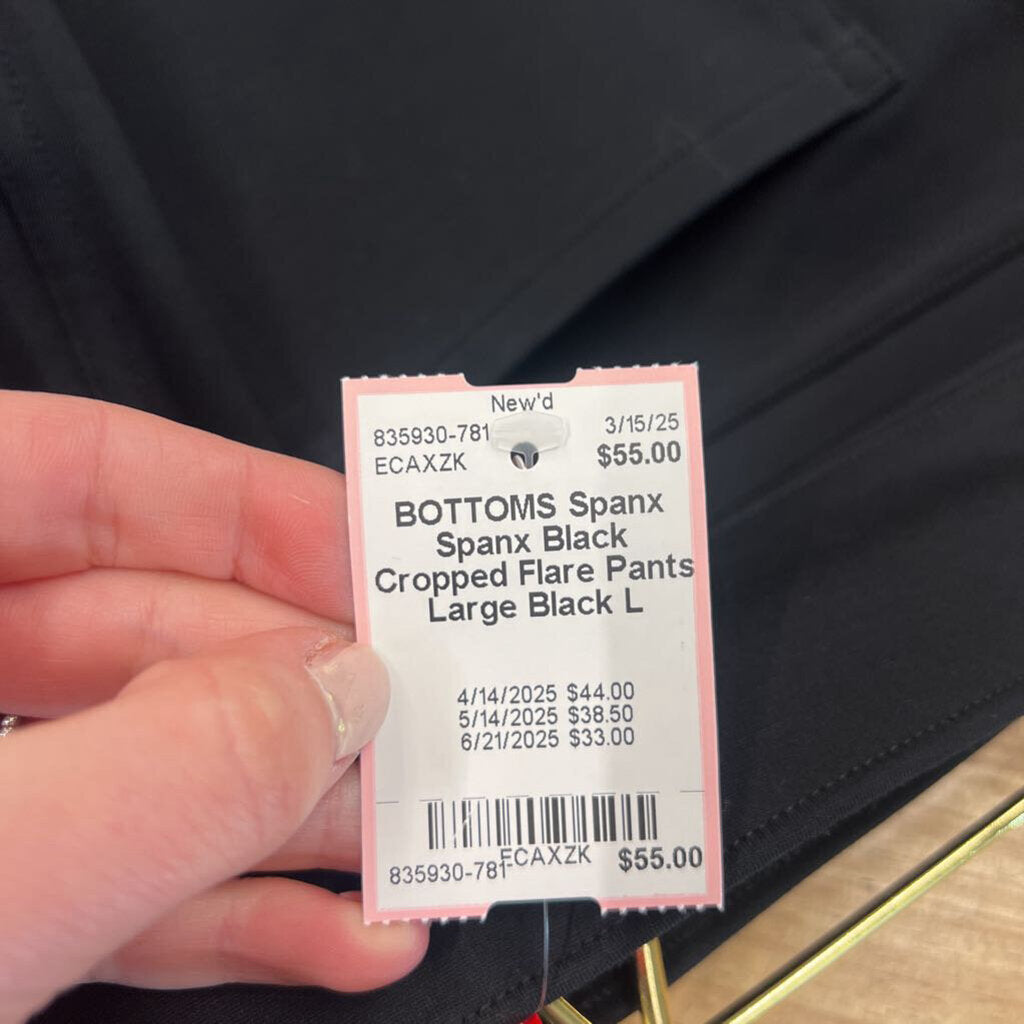 New'd
835930-781 3/15/25
ECAXZK $55.00
BOTTOMS Spanx
Spanx Black
Cropped Flare Pants
Large Black L
4/14/2025 $44.00
5/14/2025 $38.50
6/21/2025 $33.00
835930-781 ECAXZK $55.00